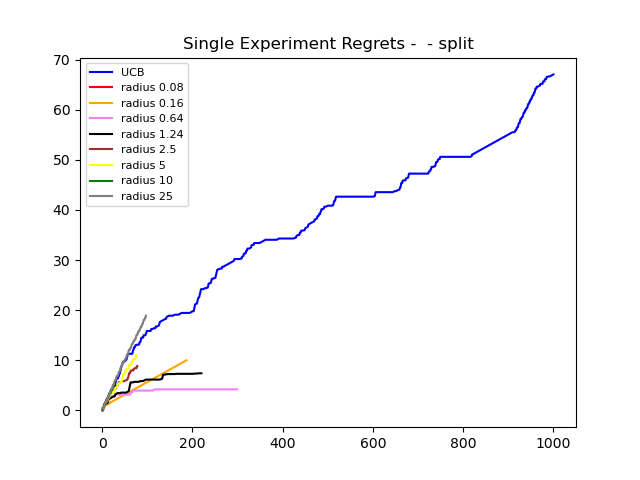 Single Experiment Regrets -  - split
70
60
50
40
30
20
10
0
UCB
radius 0.08
radius 0.16
radius 0.64
radius 1.24
radius 2.5
radius 5
radius 10
radius 25
0 200 400 600 800 1000